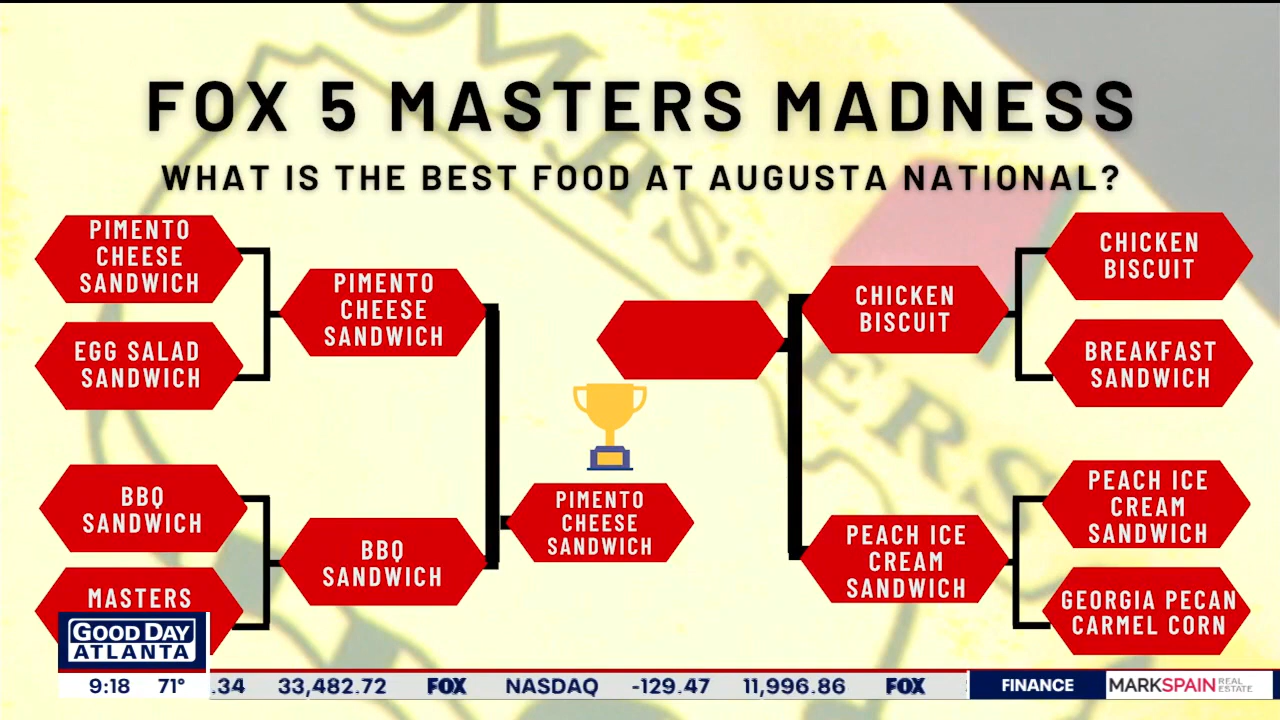 FOX 5 MASTERS MADNESS
WHAT IS THE BEST FOOD AT AUGUSTA NATIONAL?
PIMENTO
CHEESE
SANDWICH
EGG SALAD
SANDWICH
BBQ
SANDWICH
MASTERS
PIMENTO
CHEESE
SANDWICH
BBQ
SANDWICH
PIMENTO
CHEESE
SANDWICH
CHICKEN
BISCUIT
PEACH ICE
CREAM
SANDWICH
CHICKEN
BISCUIT
BREAKFAST
SANDWICH
PEACH ICE
CREAM
SANDWICH
GEORGIA PECAN
CARMEL CORN
MASTERS
GOOD DAY
ATLANTA
9:18 71° .34 33,482.72 FOX NASDAQ -129.47 11,996.86 FOX FINANCE MARKSPAIN REAL ESTATE